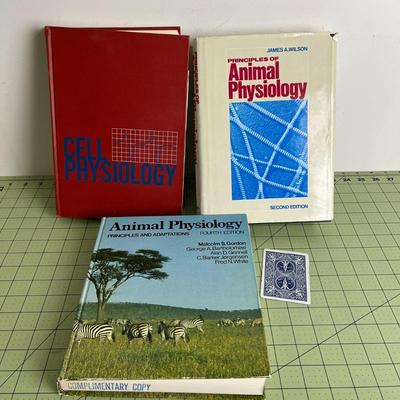 CELL
PHYSIOLOGY
JAMES A. WILSON
PRINCIPLES OF
Animal
Physiology
SECOND EDITION
Animal Physiology
PRINCIPLES AND ADAPTATIONS FOURTH EDITION
Malcolm S. Gordon
George A. Bartholomew
Alan D. Grinnell
C. Barker Jørgensen
Fred N. White
COMPLIMENTARY COPY